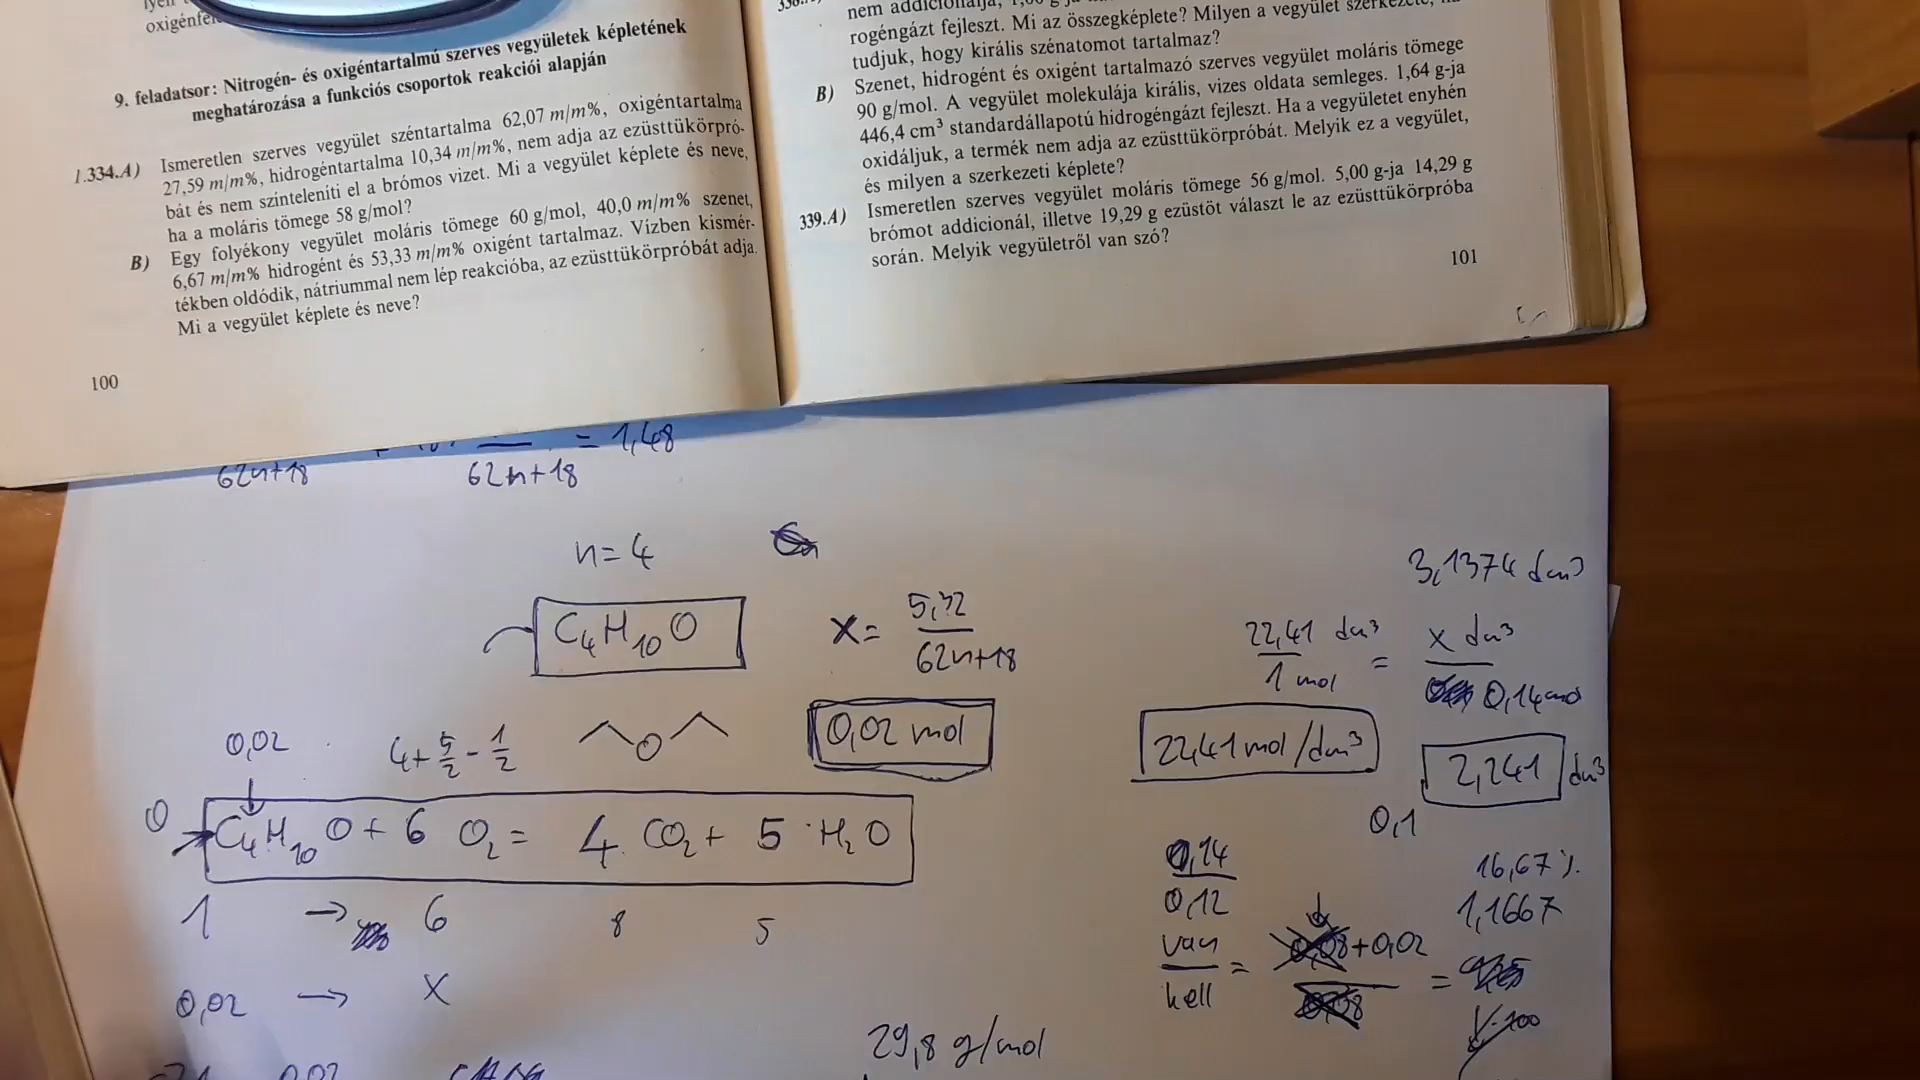 oxigénfe
9. feladatsor: Nitrogén- és oxigéntartalmú szerves vegyületek képletének
meghatározása a funkciós csoportok reakciói alapján
1.334.A) Ismeretlen szerves vegyület széntartalma 62,07 m/m%, oxigéntartalma
27,59 m/m%, hidrogéntartalma 10,34 m/m%, nem adja az ezüsttükörpró-
bát és nem színteleníti el a brómos vizet. Mi a vegyület képlete és neve,
ha a moláris tömege 58 g/mol?
B) Egy folyékony vegyület moláris tömege 60 g/mol, 40,0 m/m% szenet,
6,67 m/m% hidrogént és 53,33 m/m% oxigént tartalmaz. Vízben kismér-
tékben oldódik, nátriummal nem lép reakcióba, az ezüsttükörpróbát adja.
Mi a vegyület képlete és neve?
100
nem addicionálja,
rogéngázt fejleszt. Mi az összegképlete? Milyen a vegyület szerkezete,
tudjuk, hogy királis szénatomot tartalmaz?
B) Szenet, hidrogént és oxigént tartalmazó szerves vegyület moláris tömege
90 g/mol. A vegyület molekulája királis, vizes oldata semleges. 1,64 g-ja
446,4 cm³ standardállapotú hidrogéngázt fejleszt. Ha a vegyületet enyhén
oxidáljuk, a termék nem adja az ezüsttükörpróbát. Melyik ez a vegyület,
és milyen a szerkezeti képlete?
339.A) Ismeretlen szerves vegyület moláris tömege 56 g/mol. 5,00 g-ja 14,29 g
brómot addicionál, illetve 19,29 g ezüstöt választ le az ezüsttükörpróba
során. Melyik vegyületről van szó?
101
= 1,48
62n+18
62n+18
n=4
C₄H₁₀O
x = 5,32
62n+18
3,1374 dm³
22,41 dm³
1 mol
=
x dm³
0,14 mol
0,02
4+5/2-1/2
O
0,02 mol
22,41 mol/dm³
2,241 dm³
0,1
O
C₄H₁₀O + 6 O₂ = 4 CO₂ + 5 · H₂O
1 → 6 8 5
0,02 → x
0,14
0,12
van
kell
=
+0,02
=
16,67%.
1,1667
29,8 g/mol